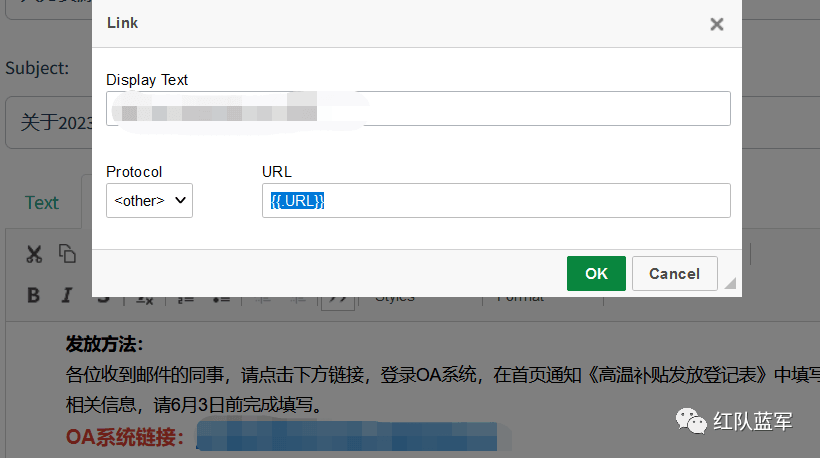 Link
Display Text
Protocol URL
<other> {{.URL}}
OK Cancel
Subject:
关于2023
Text
B I S
Styles Format
发放方法：
各位收到邮件的同事，请点击下方链接，登录OA系统，在首页通知《高温补贴发放登记表》中填写
相关信息，请6月3日前完成填写。
OA系统链接：
红队蓝军